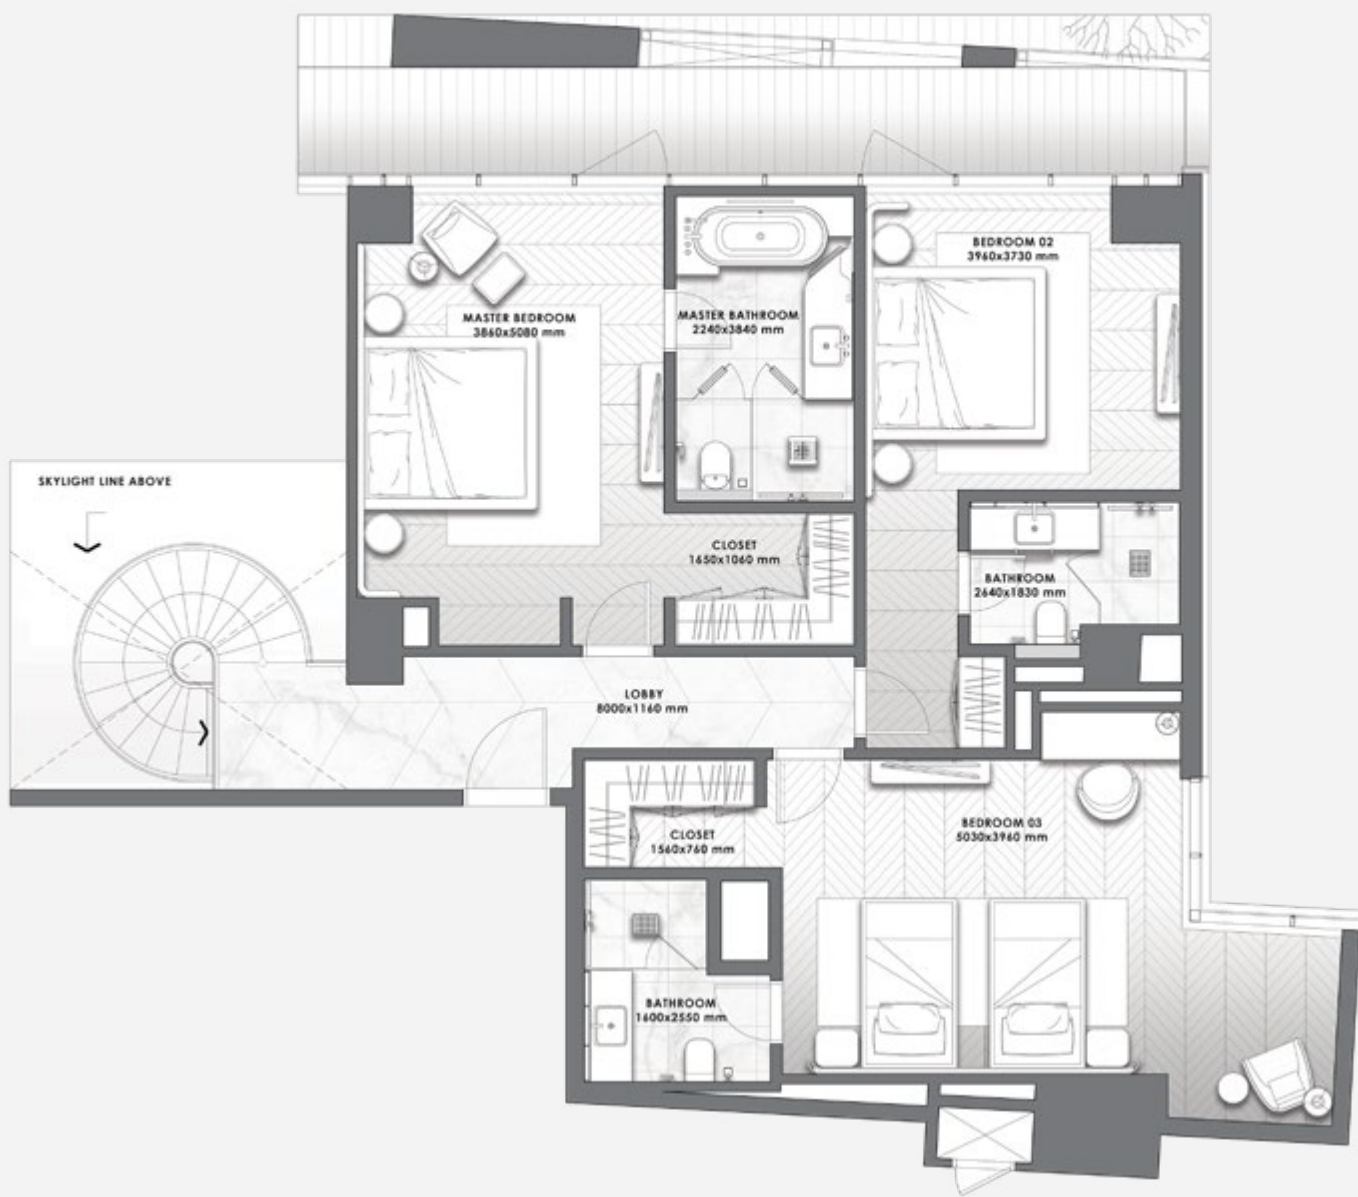 BEDROOM 02
3960x3730 mm
MASTER BEDROOM
3860x5080 mm
MASTER BATHROOM
2240x3840 mm
SKYLIGHT LINE ABOVE
CLOSET
1650x1060 mm
BATHROOM
2640x1830 mm
LOBBY
8000x1160 mm
BEDROOM 03
5030x3960 mm
CLOSET
1560x760 mm
BATHROOM
1600x2550 mm